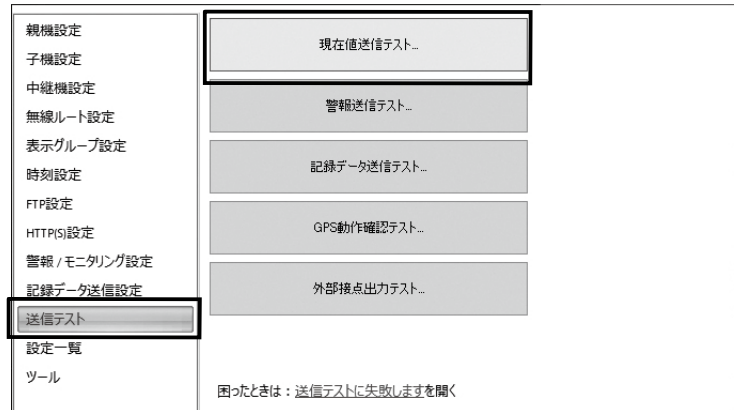 親機設定
子機設定
中継機設定
無線ルート設定
表示グループ設定
時刻設定
FTP設定
HTTP(S)設定
警報 / モニタリング設定
記録データ送信設定
送信テスト
設定一覧
ツール
現在値送信テスト...
警報送信テスト...
記録データ送信テスト...
GPS動作確認テスト...
外部接点出力テスト...
困ったときは：送信テストに失敗しますを開く